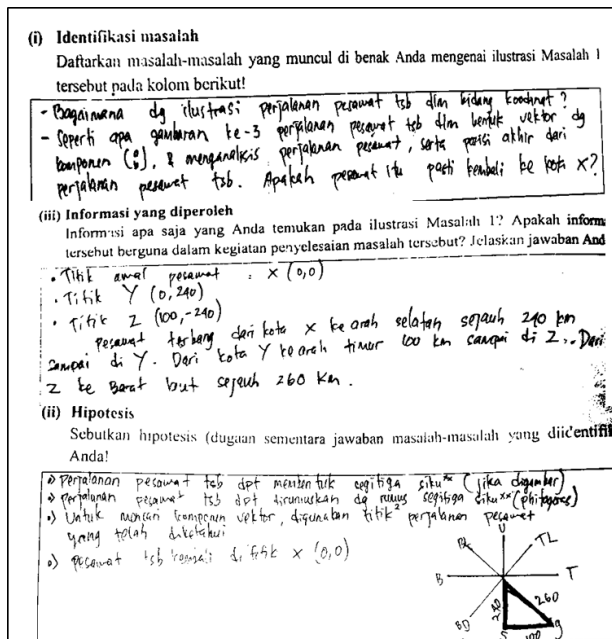 (i) Identifikasi masalah
Daftarkan masalah-masalah yang muncul di benak Anda mengenai ilustrasi Masalah 1
tersebut pada kolom berikut!
- Bagaimana dg ilustrasi perjalanan pesawat tsb dlm bidang koordinat?
- Seperti apa gambaran ke-3 perjalanan pesawat tsb dlm bentuk vektor dg
komponen (), & menganalisis perjalanan pesawat, serta posisi akhir dari
perjalanan pesawat tsb. Apakah pesawat itu pasti kembali ke kota X?
(iii) Informasi yang diperoleh
Informasi apa saja yang Anda temukan pada ilustrasi Masalah 1? Apakah inform
tersebut berguna dalam kegiatan penyelesaian masalah tersebut? Jelaskan jawaban And
• Titik awal pesawat : X (0,0)
• Titik Y (0, 240)
• Titik Z (100, -240)
Pesawat terbang dari kota X ke arah selatan sejauh 240 km
sampai di Y. Dari kota Y ke arah timur 100 km sampai di Z. Dari
Z ke Barat laut sejauh 260 km.
(ii) Hipotesis
Sebutkan hipotesis (dugaan sementara jawaban masalah-masalah yang diidentifi
Anda!
•) Perjalanan pesawat tsb dpt membentuk segitiga siku² (jika digambar)
•) perjalanan pesawat tsb dpt dirumuskan dg rumus segitiga siku² (phitagoras)
•) Untuk mencari komponen vektor, digunakan titik² perjalanan pesawat
yang telah diketahui
•) pesawat tsb kembali di titik X (0,0)
U
BL TL
B T
240 260
BD
S 100